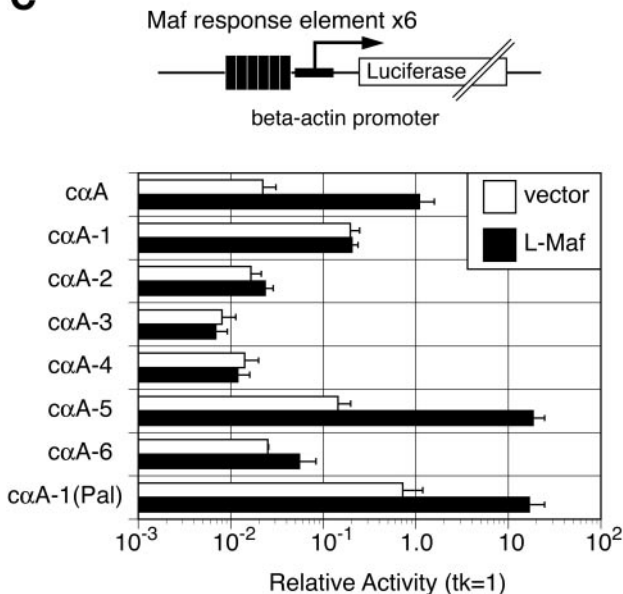 Maf response element x6
Luciferase
beta-actin promoter
vector
L-Maf
cαA
cαA-1
cαA-2
cαA-3
cαA-4
cαA-5
cαA-6
cαA-1(Pal)
10-3 10-2 10-1 1.0 10 102
Relative Activity (tk=1)